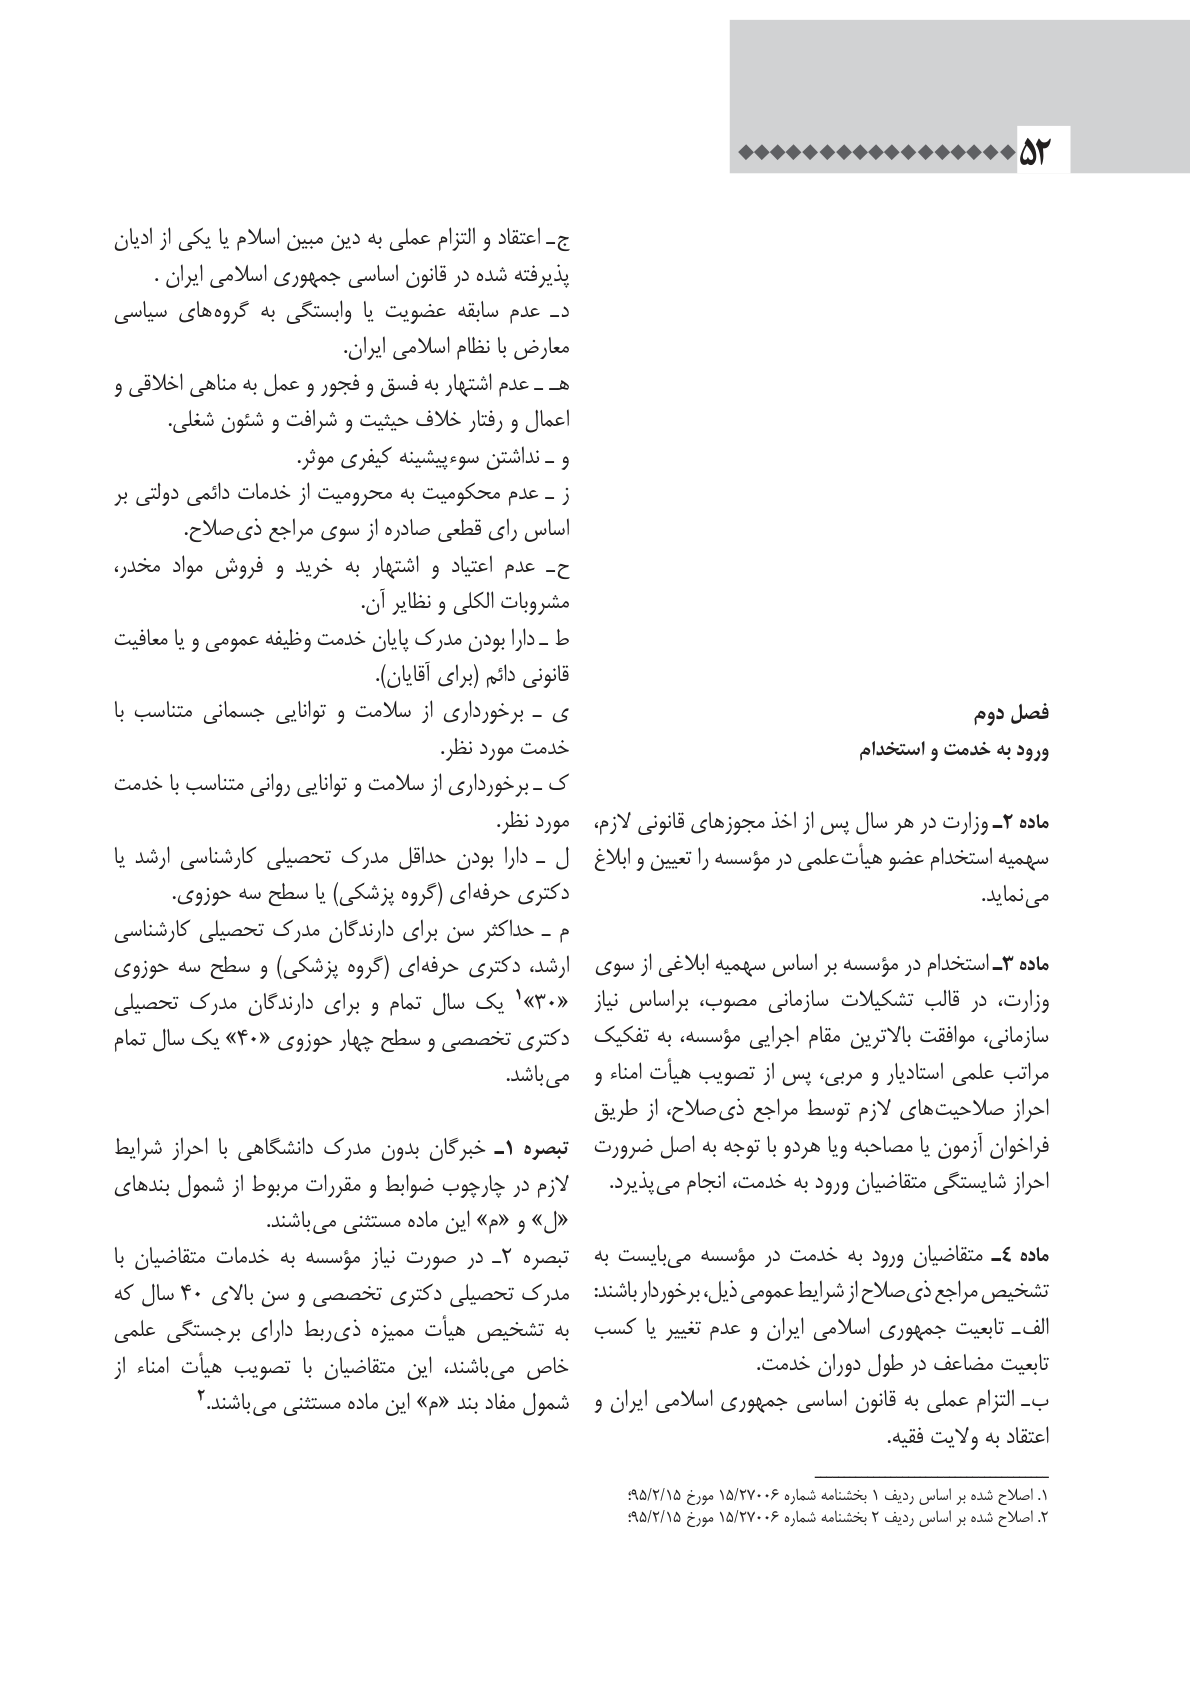 ۵۲
فصل دوم
ورود به خدمت و استخدام
ماده ۲ـ وزارت در هر سال پس از اخذ مجوزهای قانونی لازم،
سهمیه استخدام عضو هیأت‌علمی در مؤسسه را تعیین و ابلاغ
می‌نماید.
ماده ۳ـ استخدام در مؤسسه بر اساس سهمیه ابلاغی از سوی
وزارت، در قالب تشکیلات سازمانی مصوب، براساس نیاز
سازمانی، موافقت بالاترین مقام اجرایی مؤسسه، به تفکیک
مراتب علمی استادیار و مربی، پس از تصویب هیأت امناء و
احراز صلاحیت‌های لازم توسط مراجع ذی‌صلاح، از طریق
فراخوان آزمون یا مصاحبه ویا هردو با توجه به اصل ضرورت
احراز شایستگی متقاضیان ورود به خدمت، انجام می‌پذیرد.
ماده ٤ـ متقاضیان ورود به خدمت در مؤسسه می‌بایست به
تشخیص مراجع ذی‌صلاح از شرایط عمومی ذیل، برخوردار باشند:
الف‌ـ تابعیت جمهوری اسلامی ایران و عدم تغییر یا کسب
تابعیت مضاعف در طول دوران خدمت.
ب‌ـ التزام عملی به قانون اساسی جمهوری اسلامی ایران و
اعتقاد به ولایت فقیه.
ج‌ـ اعتقاد و التزام عملی به دین مبین اسلام یا یکی از ادیان
پذیرفته شده در قانون اساسی جمهوری اسلامی ایران .
د‌ـ عدم سابقه عضویت یا وابستگی به گروه‌های سیاسی
معارض با نظام اسلامی ایران.
هـ ـ عدم اشتهار به فسق و فجور و عمل به مناهی اخلاقی و
اعمال و رفتار خلاف حیثیت و شرافت و شئون شغلی.
و ـ نداشتن سوءپیشینه کیفری موثر.
ز ـ عدم محکومیت به محرومیت از خدمات دائمی دولتی بر
اساس رای قطعی صادره از سوی مراجع ذی‌صلاح.
ح‌ـ عدم اعتیاد و اشتهار به خرید و فروش مواد مخدر،
مشروبات الکلی و نظایر آن.
ط ـ دارا بودن مدرک پایان خدمت وظیفه عمومی و یا معافیت
قانونی دائم (برای آقایان).
ی ـ برخورداری از سلامت و توانایی جسمانی متناسب با
خدمت مورد نظر.
ک ـ برخورداری از سلامت و توانایی روانی متناسب با خدمت
مورد نظر.
ل ـ دارا بودن حداقل مدرک تحصیلی کارشناسی ارشد یا
دکتری حرفه‌ای (گروه پزشکی) یا سطح سه حوزوی.
م ـ حداکثر سن برای دارندگان مدرک تحصیلی کارشناسی
ارشد، دکتری حرفه‌ای (گروه پزشکی) و سطح سه حوزوی
«۳۰»۱ یک سال تمام و برای دارندگان مدرک تحصیلی
دکتری تخصصی و سطح چهار حوزوی «۴۰» یک سال تمام
می‌باشد.
تبصره ۱ـ خبرگان بدون مدرک دانشگاهی با احراز شرایط
لازم در چارچوب ضوابط و مقررات مربوط از شمول بندهای
«ل» و «م» این ماده مستثنی می‌باشند.
تبصره ۲ـ در صورت نیاز مؤسسه به خدمات متقاضیان با
مدرک تحصیلی دکتری تخصصی و سن بالای ۴۰ سال که
به تشخیص هیأت ممیزه ذی‌ربط دارای برجستگی علمی
خاص می‌باشند، این متقاضیان با تصویب هیأت امناء از
شمول مفاد بند «م» این ماده مستثنی می‌باشند.۲
۱. اصلاح شده بر اساس ردیف ۱ بخشنامه شماره ۱۵/۲۷۰۰۶ مورخ ۹۵/۲/۱۵؛
۲. اصلاح شده بر اساس ردیف ۲ بخشنامه شماره ۱۵/۲۷۰۰۶ مورخ ۹۵/۲/۱۵؛